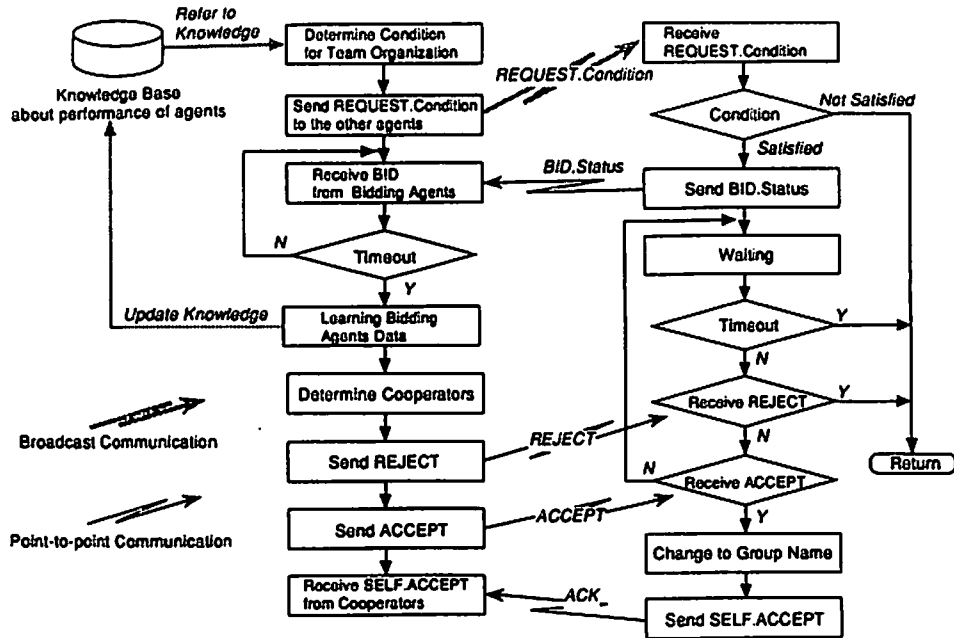 Refer to
Knowledge
Knowledge Base
about performance of agents
Determine Condition
for Team Organization
Send REQUEST.Condition
to the other agents
REQUEST.Condition
Receive
REQUEST.Condition
Condition
Not Satisfied
Satisfied
Receive BID
from Bidding Agents
BID.Status
Send BID.Status
N
Timeout
Y
Waiting
Update Knowledge
Learning Bidding
Agents Data
Timeout
Y
N
Determine Cooperators
Receive REJECT
Y
N
Broadcast Communication
Send REJECT
REJECT
Return
N
Receive ACCEPT
Y
Point-to-point Communication
Send ACCEPT
ACCEPT
Change to Group Name
Receive SELF.ACCEPT
from Cooperators
ACK
Send SELF.ACCEPT